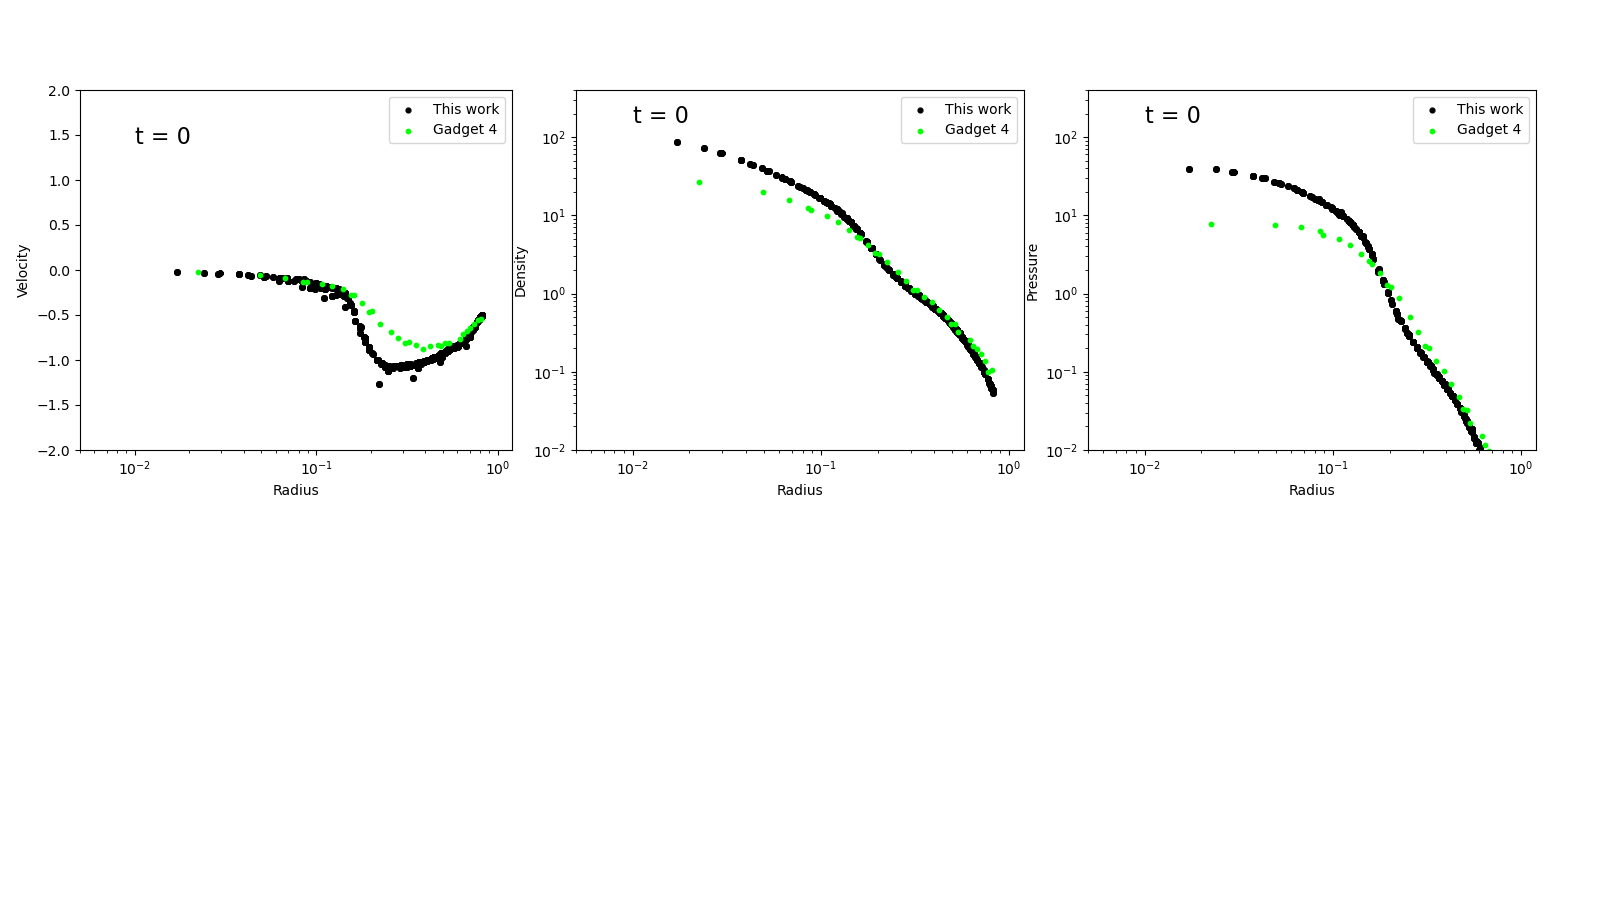 This work
Gadget 4
t = 0
2.0
1.5
1.0
0.5
0.0
−0.5
−1.0
−1.5
−2.0
Velocity
10⁻² 10⁻¹ 10⁰
Radius
This work
Gadget 4
t = 0
10²
10¹
10⁰
10⁻¹
10⁻²
Density
10⁻² 10⁻¹ 10⁰
Radius
This work
Gadget 4
t = 0
10²
10¹
10⁰
10⁻¹
10⁻²
Pressure
10⁻² 10⁻¹ 10⁰
Radius